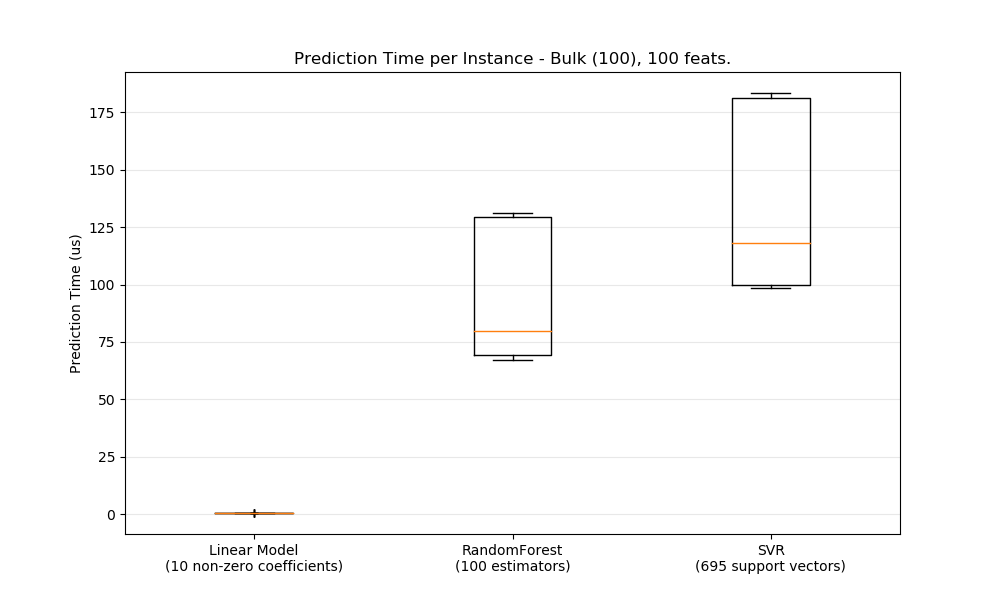 Prediction Time per Instance - Bulk (100), 100 feats.
175
150
125
100
75
50
25
0
Prediction Time (us)
Linear Model
(10 non-zero coefficients)
RandomForest
(100 estimators)
SVR
(695 support vectors)